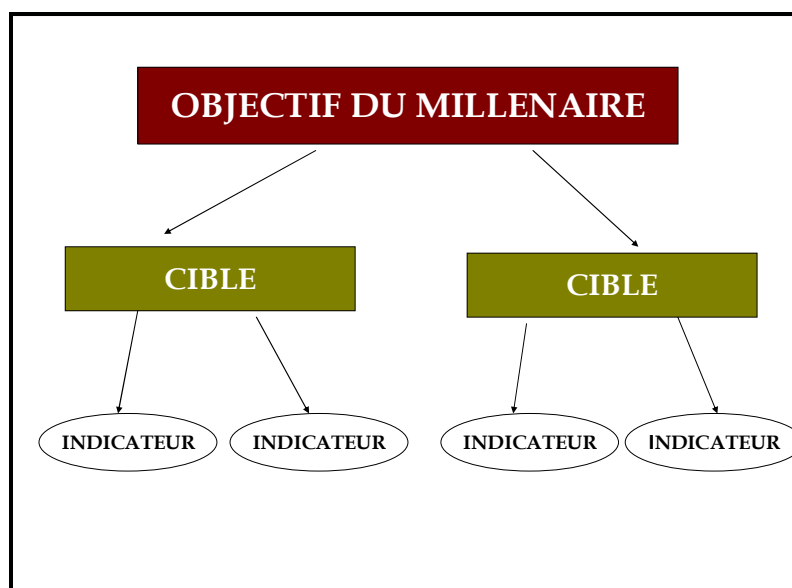 OBJECTIF DU MILLENAIRE
CIBLE
CIBLE
INDICATEUR
INDICATEUR
INDICATEUR
INDICATEUR